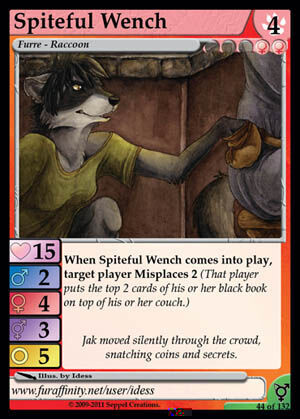 Spiteful Wench
4
Furre - Raccoon
15
2
4
3
5
When Spiteful Wench comes into play,
target player Misplaces 2 (That player
puts the top 2 cards of his or her black book
on top of his or her couch.)
Jak moved silently through the crowd,
snatching coins and secrets.
Illus. by Idess
www.furaffinity.net/user/idess
© 2009-2011 Seppel Creations.
44 of 132